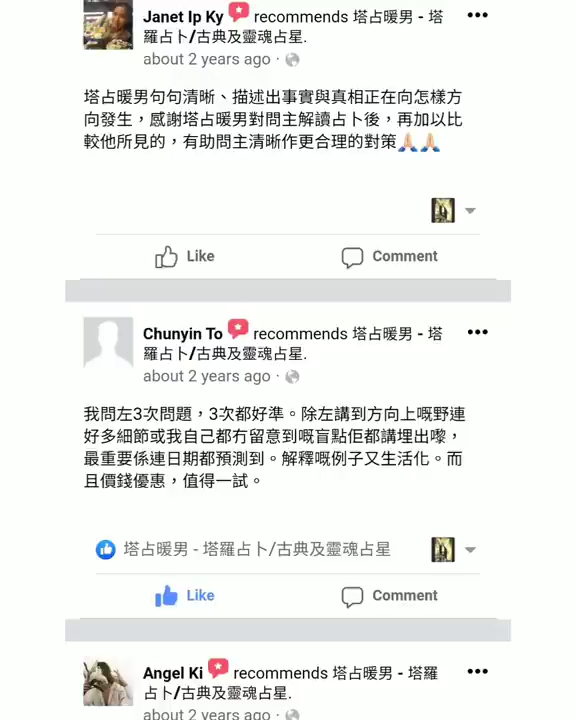 Janet Ip Ky recommends 塔占暖男 - 塔
羅占卜/古典及靈魂占星.
about 2 years ago ·
塔占暖男句句清晰、描述出事實與真相正在向怎樣方
向發生，感謝塔占暖男對問主解讀占卜後，再加以比
較他所見的，有助問主清晰作更合理的對策🙏🏻🙏🏻
Like Comment
Chunyin To recommends 塔占暖男 - 塔
羅占卜/古典及靈魂占星.
about 2 years ago ·
我問左3次問題，3次都好準。除左講到方向上嘅野連
好多細節或我自己都冇留意到嘅盲點佢都講埋出嚟，
最重要係連日期都預測到。解釋嘅例子又生活化。而
且價錢優惠，值得一試。
塔占暖男 - 塔羅占卜/古典及靈魂占星
Like Comment
Angel Ki recommends 塔占暖男 - 塔羅
占卜/古典及靈魂占星.
about 2 years ago ·